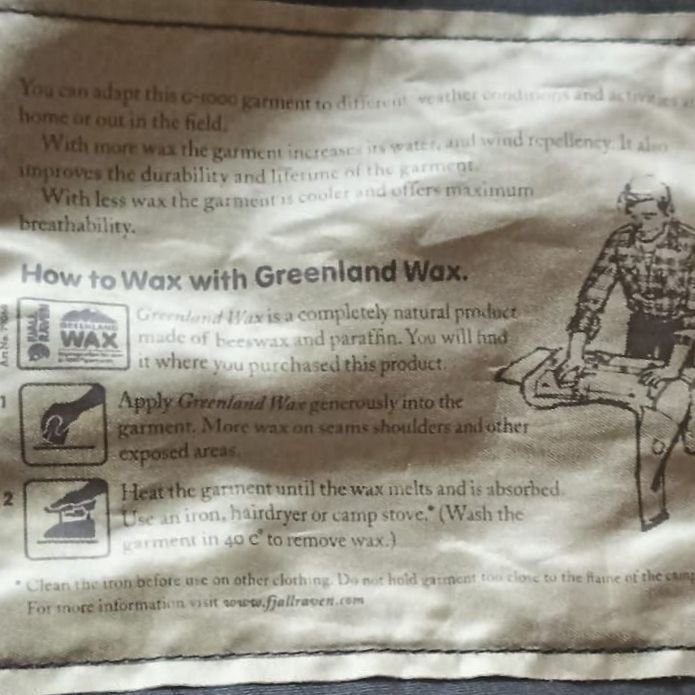 You can adapt this G-1000 garment to different weather conditions and activities at
home or out in the field.
With more wax the garment increases its water, and wind repellency. It also
improves the durability and lifetime of the garment.
With less wax the garment is cooler and offers maximum
breathability.
How to Wax with Greenland Wax.
FJÄLL
RÄVEN
GREENLAND
WAX
Art No.
Greenland Wax is a completely natural product
made of beeswax and paraffin. You will find
it where you purchased this product.
1
Apply Greenland Wax generously into the
garment. More wax on seams shoulders and other
exposed areas.
2
Heat the garment until the wax melts and is absorbed.
Use an iron, hairdryer or camp stove.* (Wash the
garment in 40 c° to remove wax.)
* Clean the iron before use on other clothing. Do not hold garment too close to the flame of the camp
For more information visit www.fjallraven.com